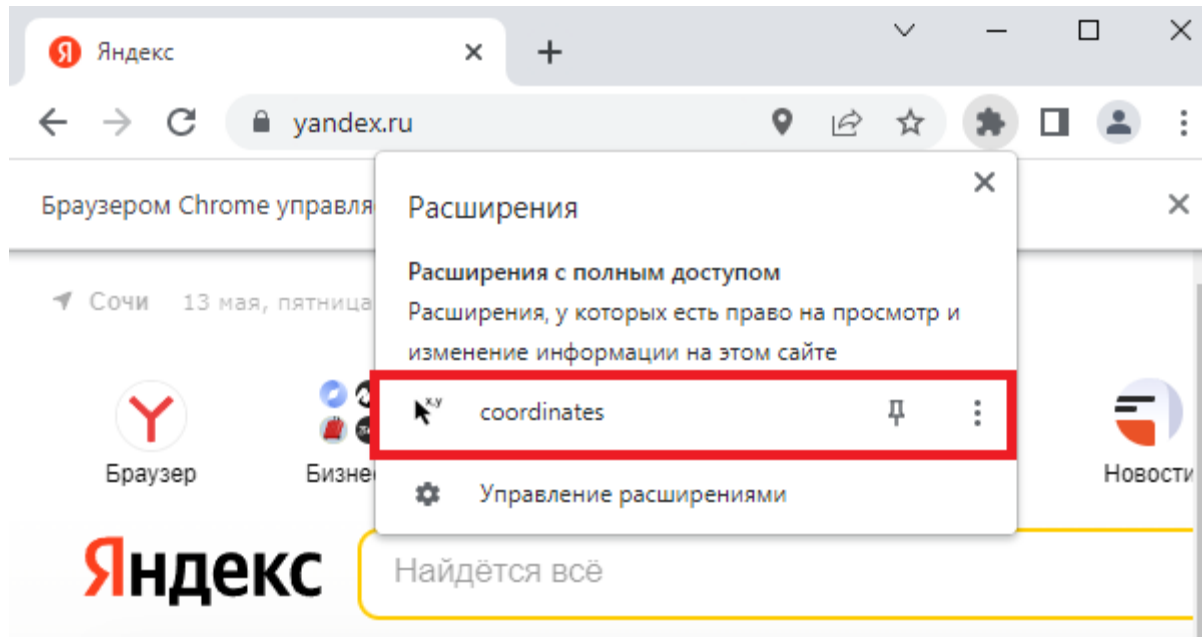 Яндекс
yandex.ru
Браузером Chrome управля
Расширения
Расширения с полным доступом
Расширения, у которых есть право на просмотр и
изменение информации на этом сайте
Сочи 13 мая, пятница
x,y coordinates
Браузер
Бизне
Новости
Управление расширениями
Яндекс
Найдётся всё